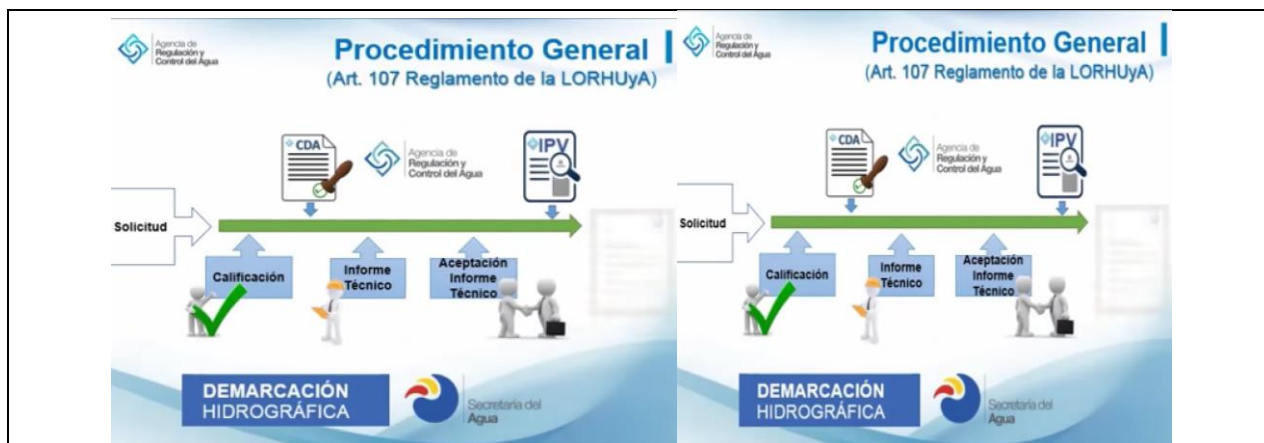 Agencia de
Regulación y
Control del Agua
Procedimiento General
(Art. 107 Reglamento de la LORHUyA)
CDA
Agencia de
Regulación y
Control del Agua
IPV
Solicitud
Calificación
Informe
Técnico
Aceptación
Informe
Técnico
DEMARCACIÓN
HIDROGRÁFICA
Secretaría del
Agua
Agencia de
Regulación y
Control del Agua
Procedimiento General
(Art. 107 Reglamento de la LORHUyA)
CDA
Agencia de
Regulación y
Control del Agua
IPV
Solicitud
Calificación
Informe
Técnico
Aceptación
Informe
Técnico
DEMARCACIÓN
HIDROGRÁFICA
Secretaría del
Agua